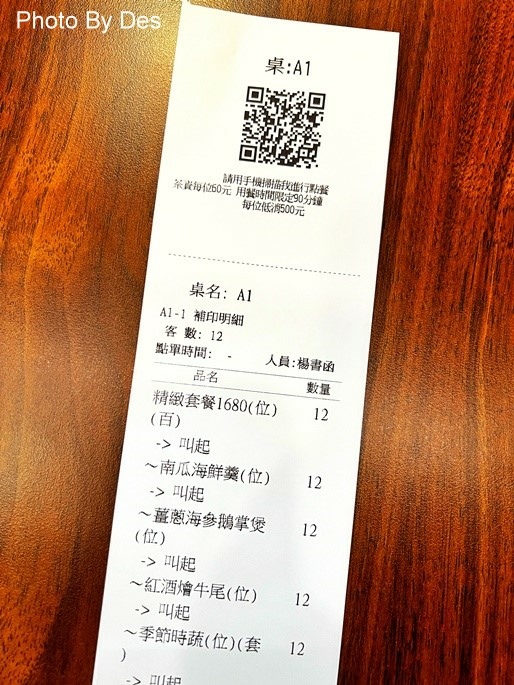 Photo By Des
桌:A1
請用手機掃描我進行點餐
茶資每位60元 用餐時間限定90分鐘
每位低消500元
桌名: A1
A1-1 補印明細
客 數: 12
點單時間: - 人員:楊書函
品名 數量
精緻套餐1680(位) 12
(百)
-> 叫起
～南瓜海鮮羹(位) 12
-> 叫起
～薑蔥海參鵝掌煲 12
(位)
-> 叫起
～紅酒燴牛尾(位) 12
-> 叫起
～季節時蔬(位)(套 12
)
-> 叫起